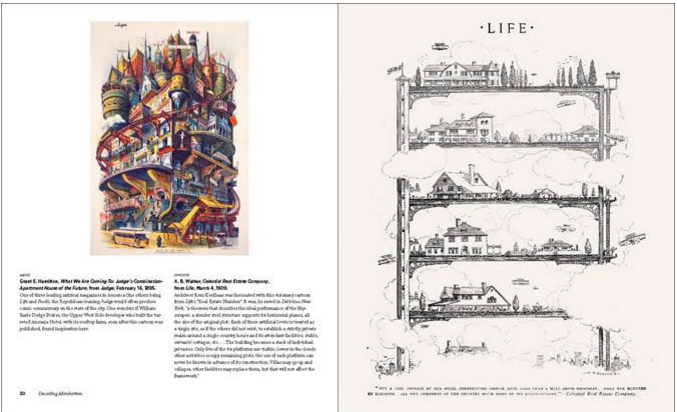 ABOVE
Grant E. Hamilton, What We Are Coming To: Judge's Combination-
Apartment House of the Future, from Judge, February 16, 1895.
One of three leading satirical magazines in America (the others being
Life and Puck), the Republican-leaning Judge would often produce
comic commentary on the state of the city. One wonders if William
Earle Dodge Stokes, the Upper West Side developer who built the tur-
reted Ansonia Hotel, with its rooftop farm, soon after this cartoon was
published, found inspiration here.
OPPOSITE
A. B. Walker, Celestial Real Estate Company,
from Life, March 4, 1909.
Architect Rem Koolhaas was fascinated with this visionary cartoon
from Life's "Real Estate Number." It was, he noted in Delirious New
York, "a theorem that describes the ideal performance of the Sky-
scraper: a slender steel structure supports 84 horizontal planes, all
the size of the original plot. Each of these artificial levels is treated as
a virgin site, as if the others did not exist, to establish a strictly private
realm around a single country house and its attendant facilities, stable,
servants' cottages, etc. . . . The building becomes a stack of individual
privacies. Only five of the 84 platforms are visible; lower in the clouds
other activities occupy remaining plots; the use of each platform can
never be known in advance of its construction. Villas may go up and
collapse, other facilities may replace them, but that will not affect the
framework."
20 Unveiling Manhattan
·LIFE·
"BUY A COZY COTTAGE IN OUR STEEL CONSTRUCTED CHOICE LOTS, LESS THAN A MILE ABOVE BROADWAY. ONLY TEN MINUTES
BY ELEVATOR. ALL THE COMFORTS OF THE COUNTRY WITH NONE OF ITS DISADVANTAGES."—Celestial Real Estate Company.